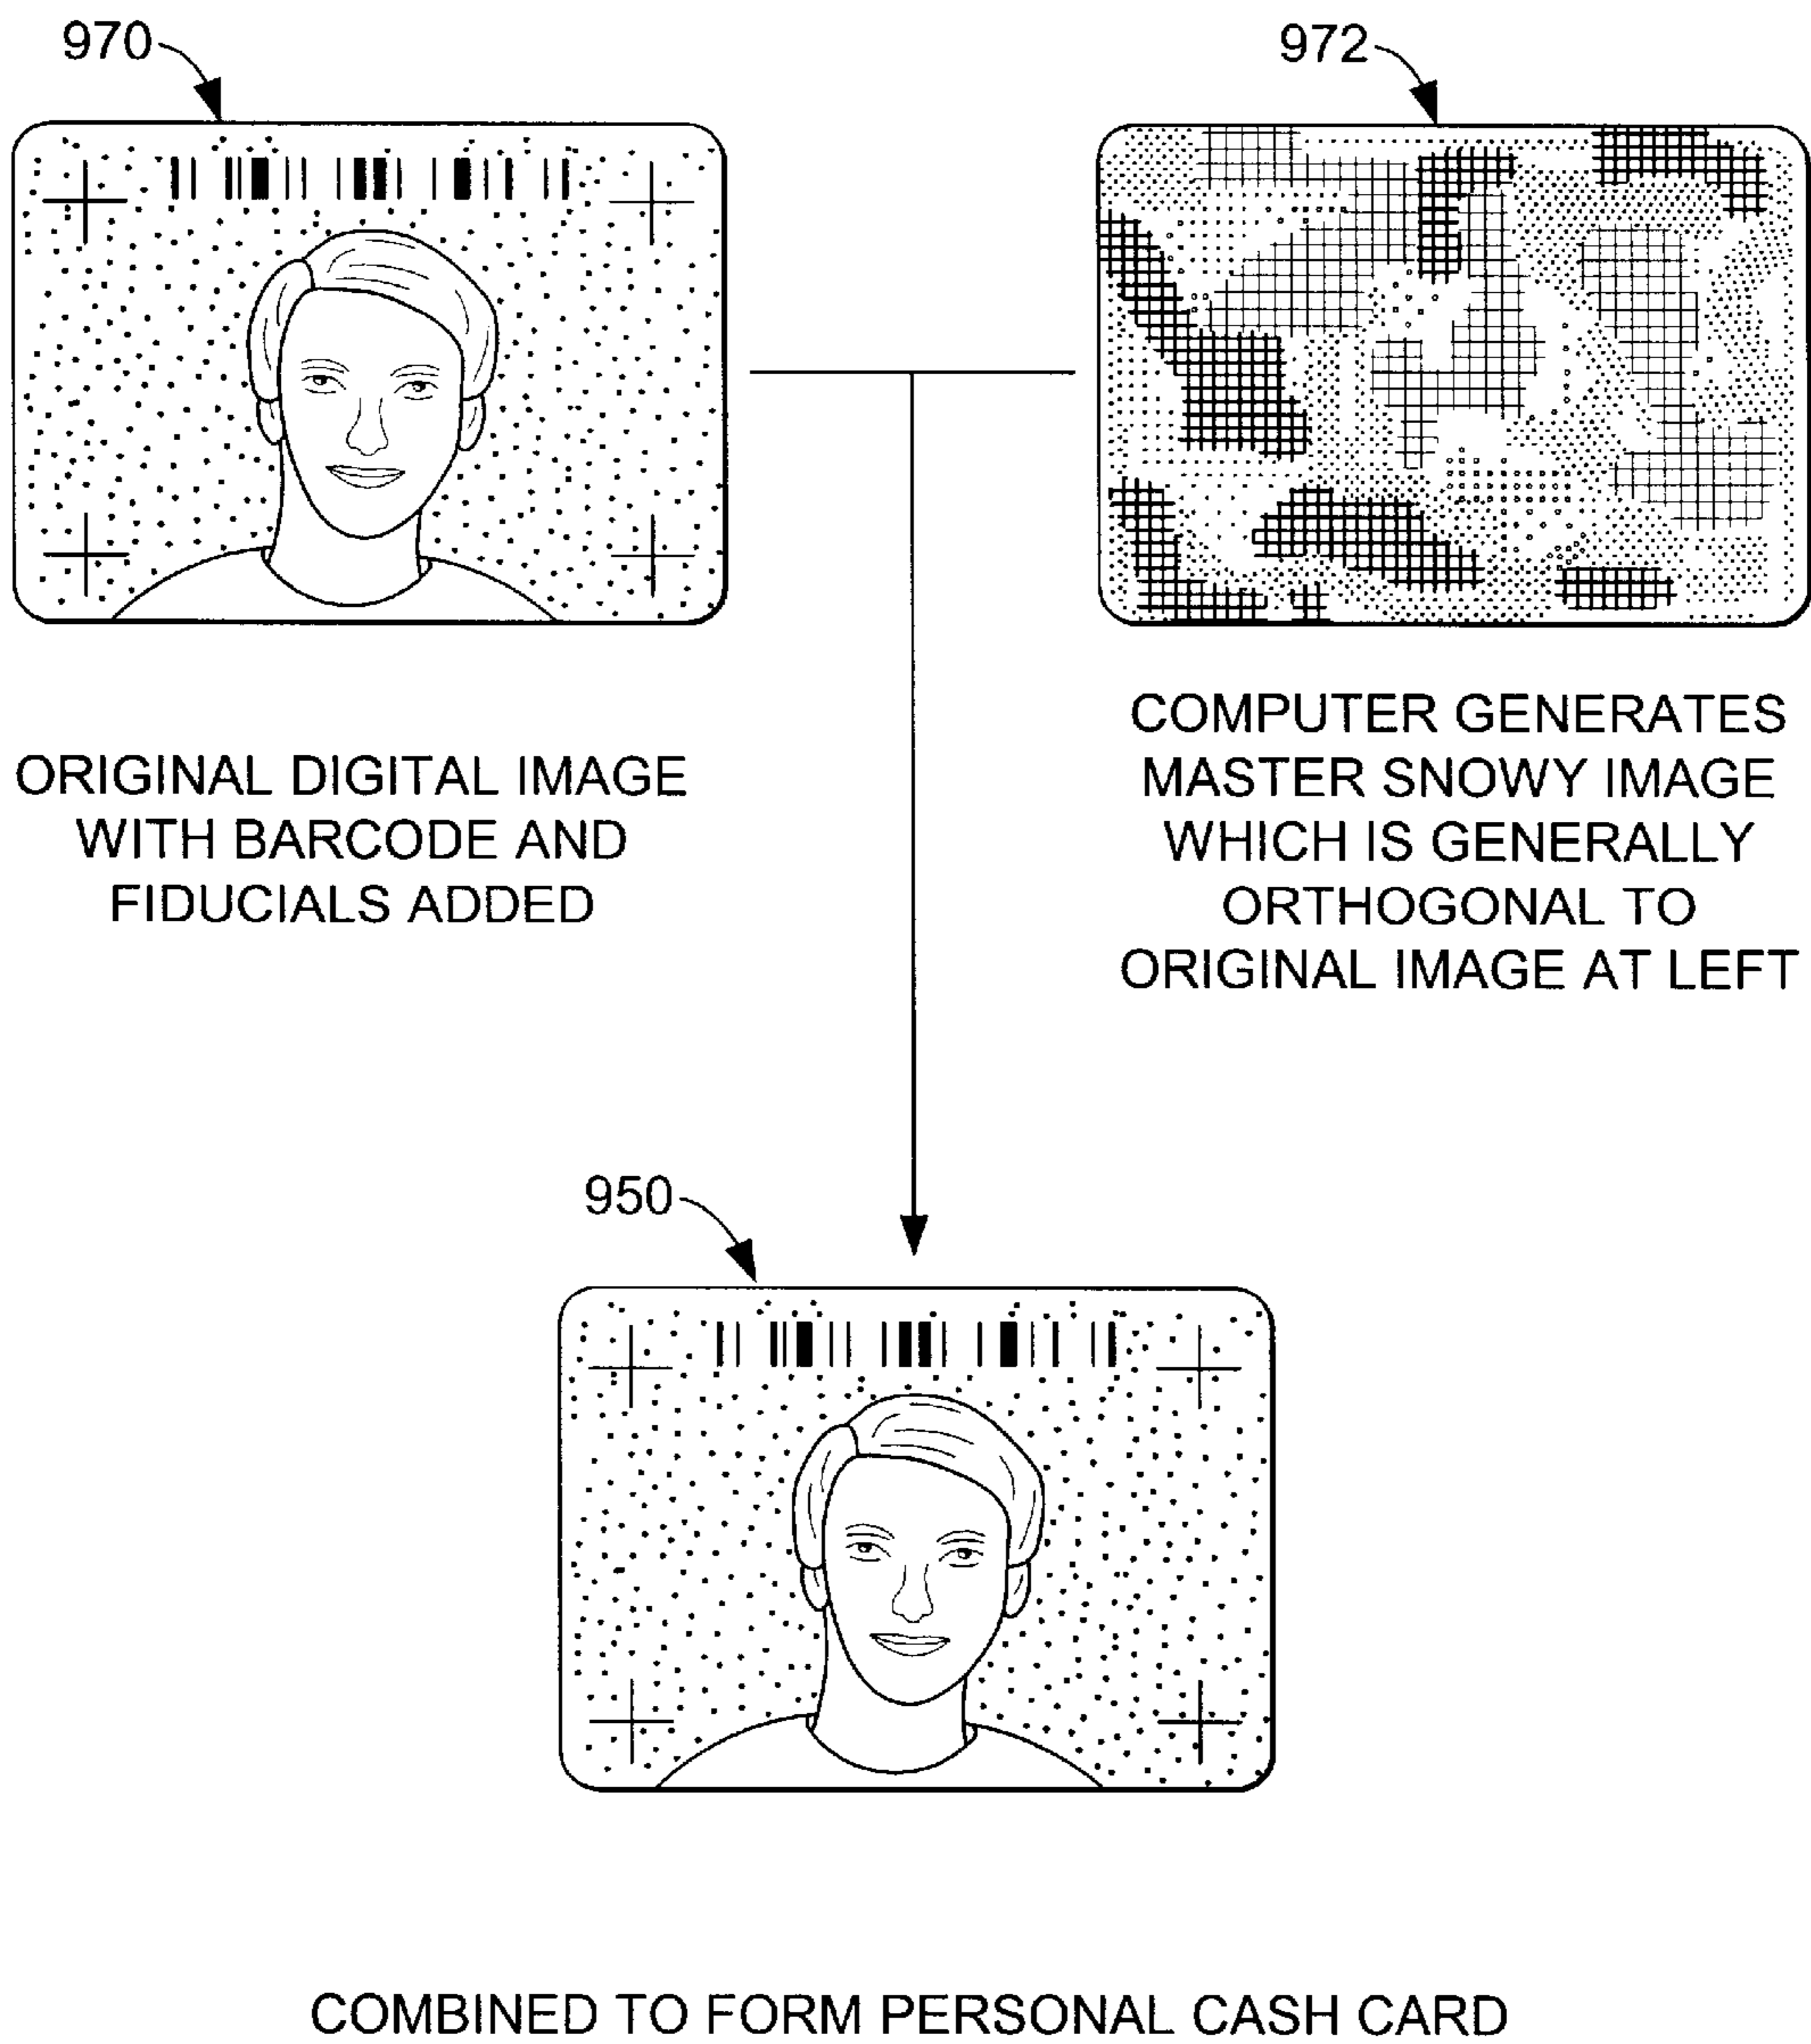 970
972
ORIGINAL DIGITAL IMAGE
WITH BARCODE AND
FIDUCIALS ADDED
COMPUTER GENERATES
MASTER SNOWY IMAGE
WHICH IS GENERALLY
ORTHOGONAL TO
ORIGINAL IMAGE AT LEFT
950
COMBINED TO FORM PERSONAL CASH CARD